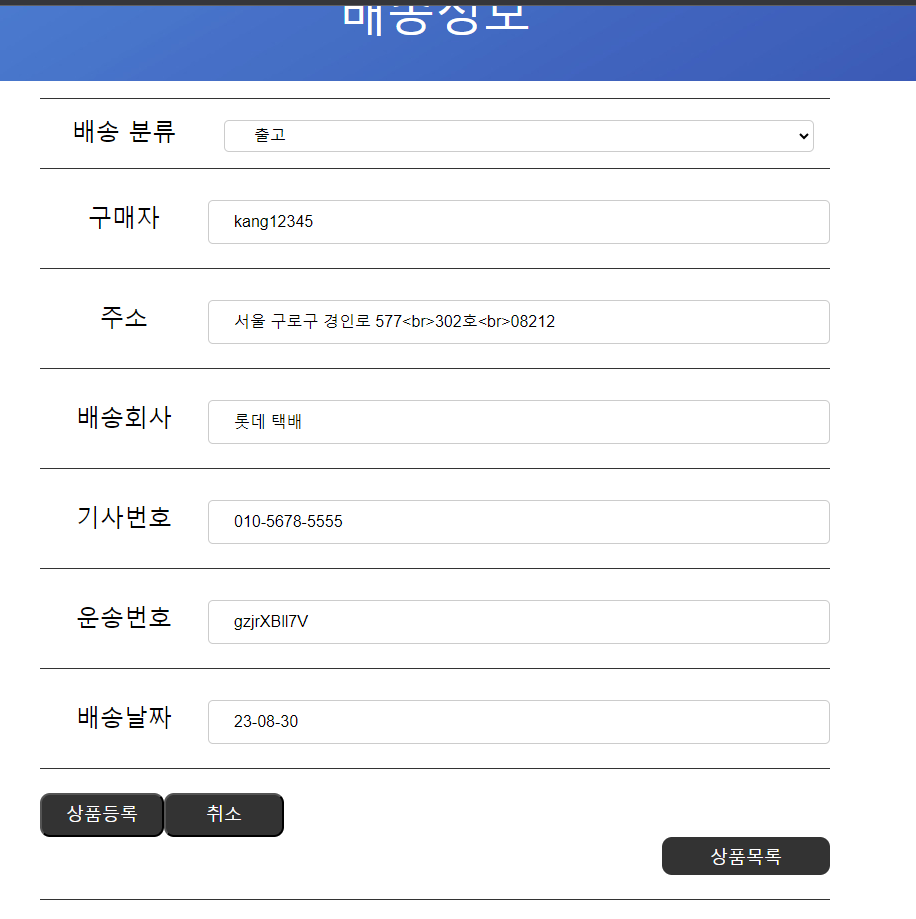 배송정보
배송 분류
출고
구매자
kang12345
주소
서울 구로구 경인로 577<br>302호<br>08212
배송회사
롯데 택배
기사번호
010-5678-5555
운송번호
gzjrXBll7V
배송날짜
23-08-30
상품등록
취소
상품목록